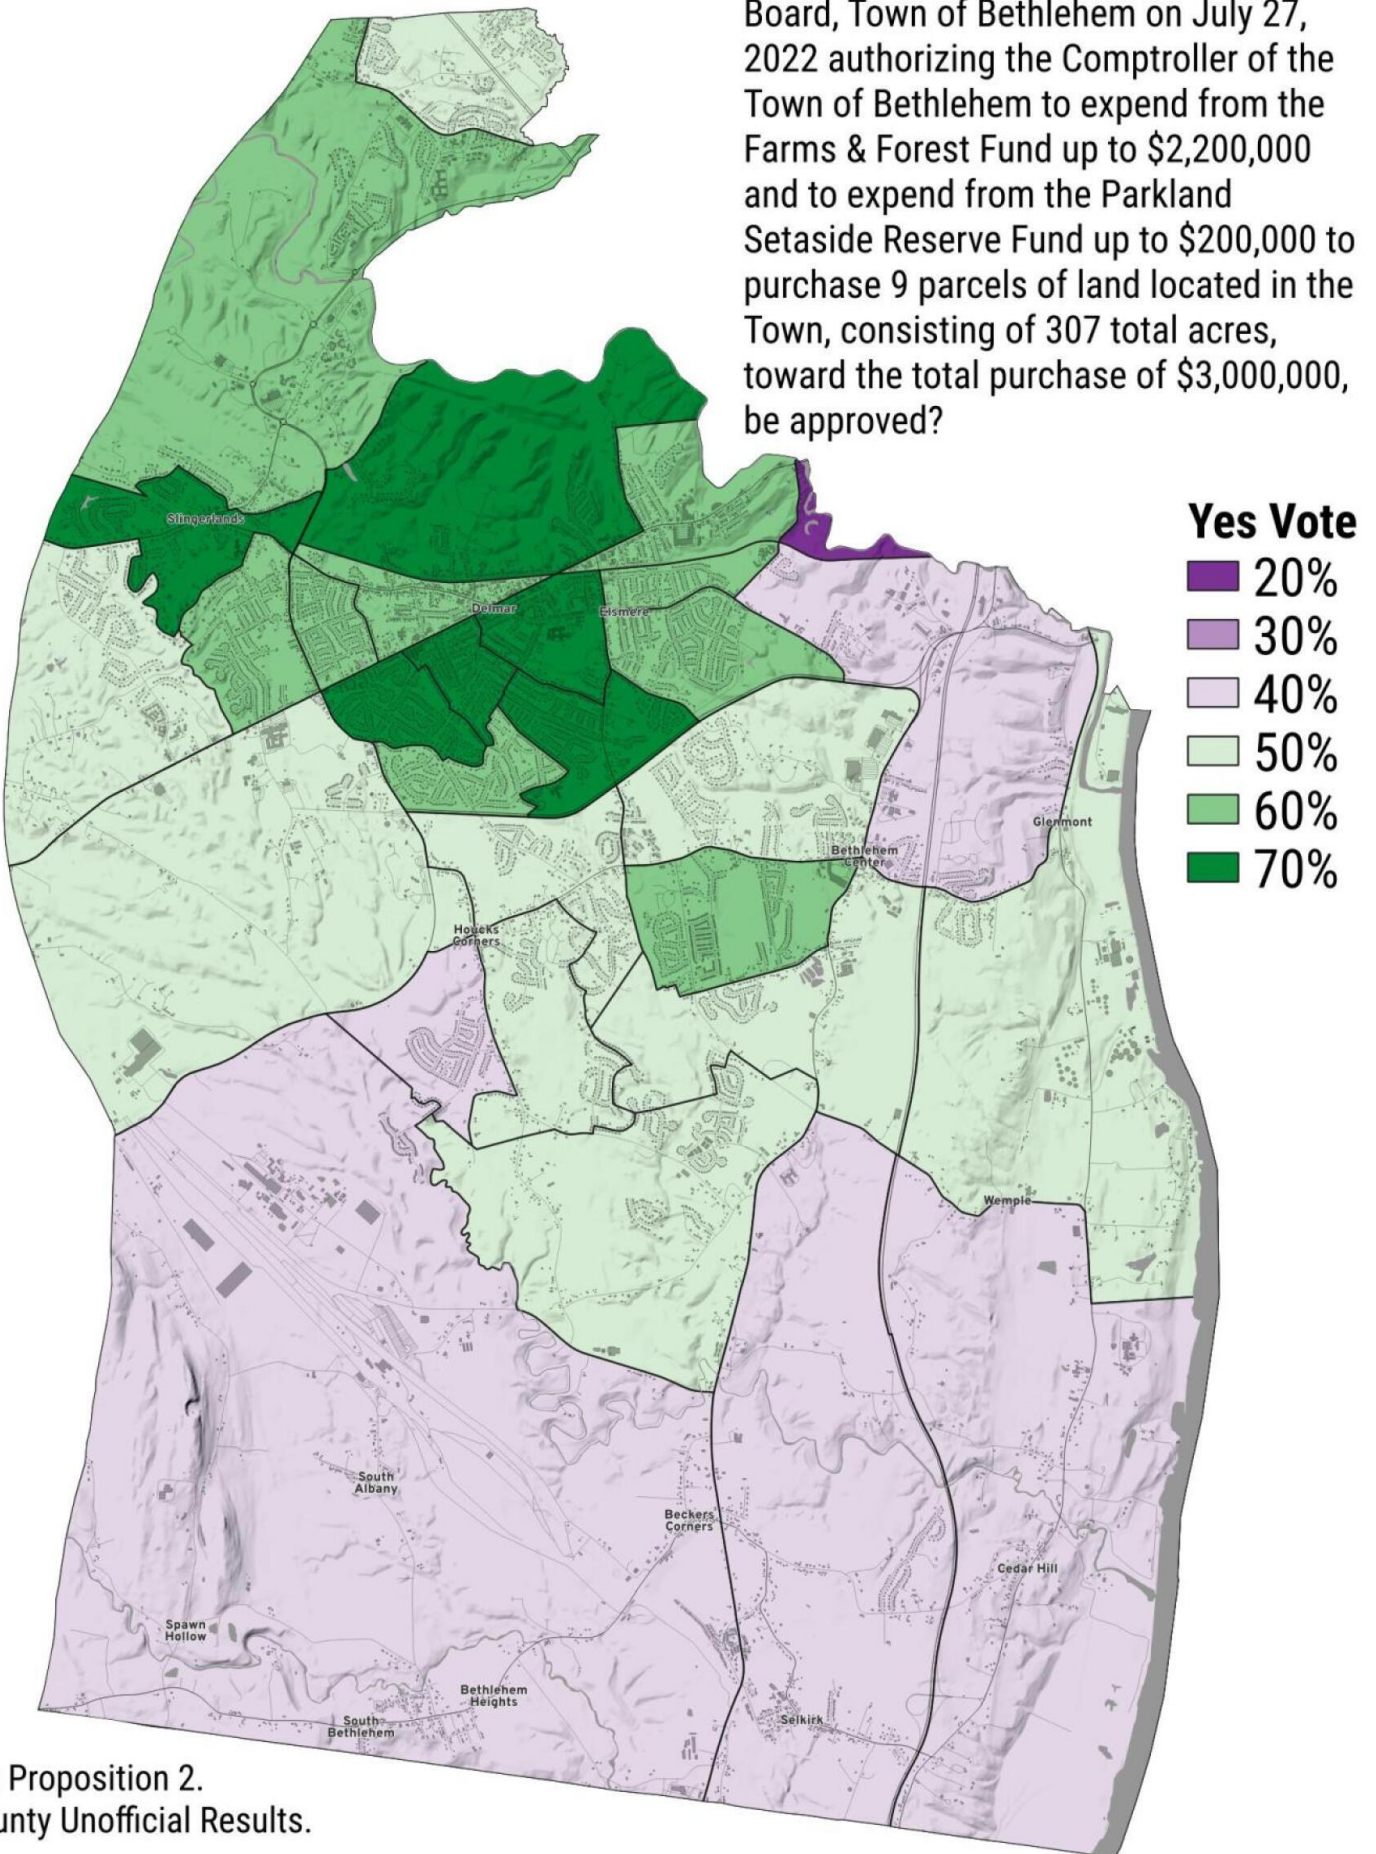 Board, Town of Bethlehem on July 27,
2022 authorizing the Comptroller of the
Town of Bethlehem to expend from the
Farms & Forest Fund up to $2,200,000
and to expend from the Parkland
Setaside Reserve Fund up to $200,000 to
purchase 9 parcels of land located in the
Town, consisting of 307 total acres,
toward the total purchase of $3,000,000,
be approved?
Yes Vote
20%
30%
40%
50%
60%
70%
Slingerlands
Delmar
Elsmere
Glenmont
Bethlehem
Center
Houcks
Corners
Wemple
South
Albany
Beckers
Corners
Cedar Hill
Spawn
Hollow
Bethlehem
Heights
South
Bethlehem
Selkirk
Proposition 2.
unty Unofficial Results.